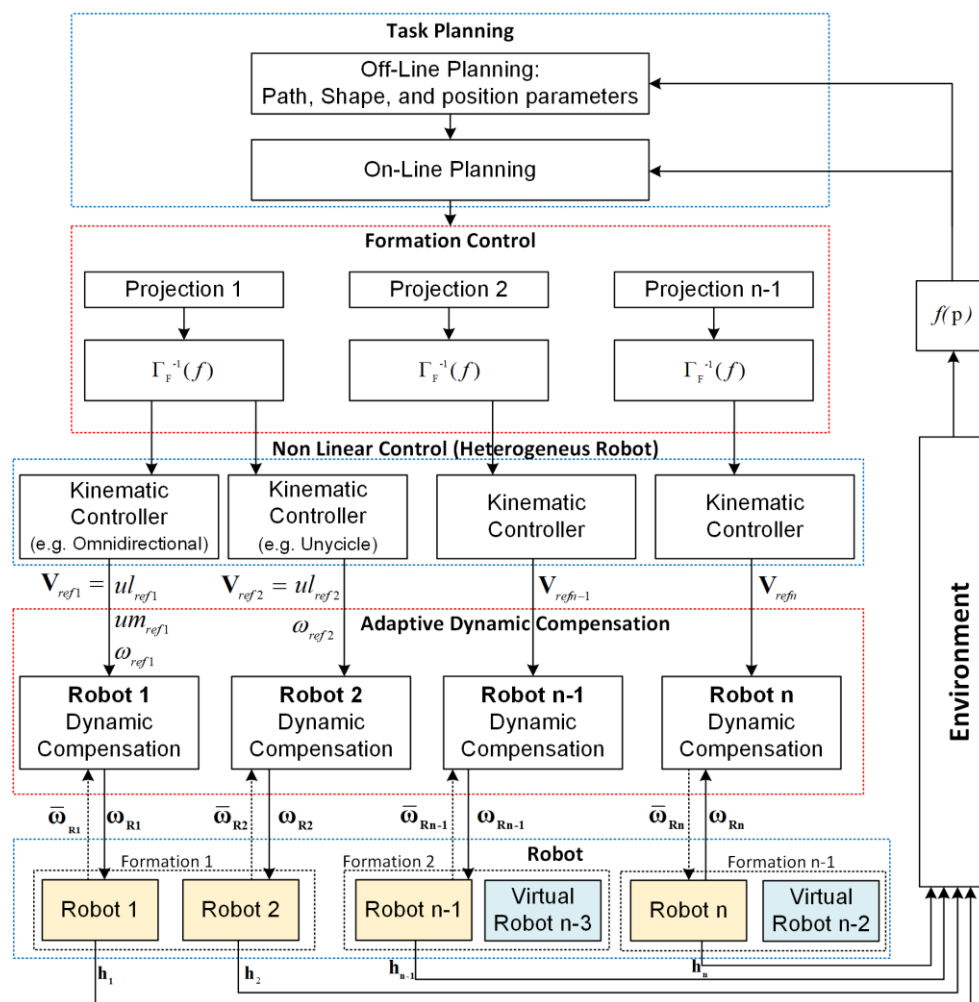 Task Planning
Off-Line Planning:
Path, Shape, and position parameters
On-Line Planning
Formation Control
Projection 1
Projection 2
Projection n-1
f(p)
Γ_F⁻¹(f)
Γ_F⁻¹(f)
Γ_F⁻¹(f)
Non Linear Control (Heterogeneus Robot)
Kinematic
Controller
(e.g. Omnidirectional)
Kinematic
Controller
(e.g. Unycicle)
Kinematic
Controller
Kinematic
Controller
V_ref1 = ul_ref1
um_ref1
ω_ref1
V_ref2 = ul_ref2
ω_ref2
V_refn−1
V_refn
Adaptive Dynamic Compensation
Robot 1
Dynamic
Compensation
Robot 2
Dynamic
Compensation
Robot n-1
Dynamic
Compensation
Robot n
Dynamic
Compensation
Environment
ω̅_R1 ω_R1
ω̅_R2 ω_R2
ω̅_Rn-1 ω_Rn-1
ω̅_Rn ω_Rn
Robot
Formation 1
Formation 2
Formation n-1
Robot 1
Robot 2
Robot n-1
Virtual
Robot n-3
Robot n
Virtual
Robot n-2
h_1
h_2
h_n-1
h_n